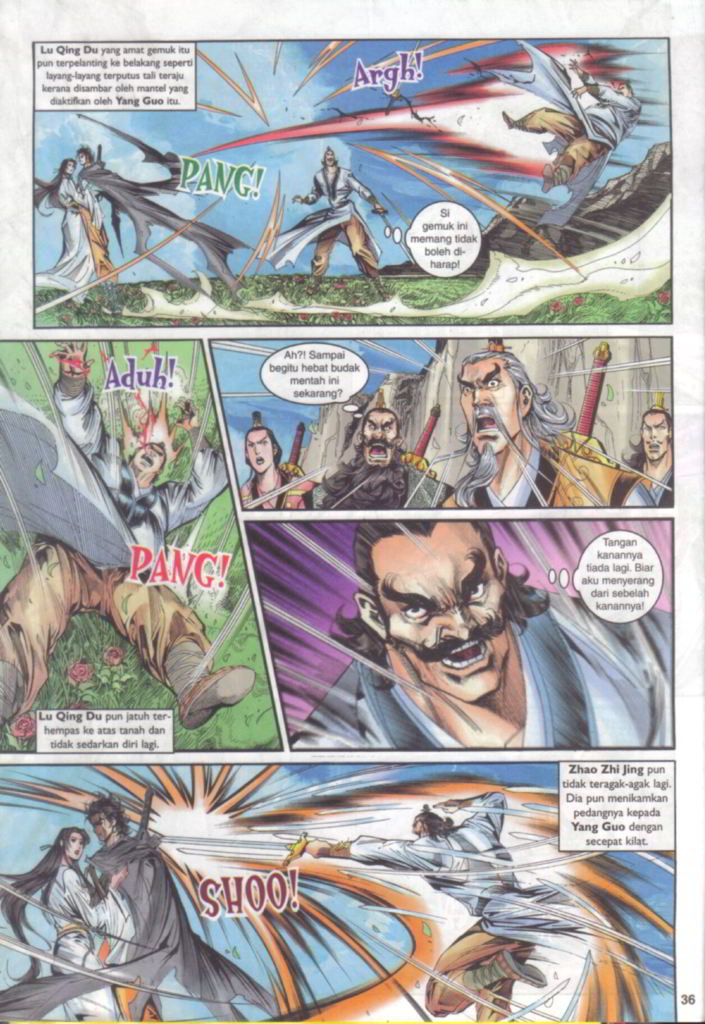 Lu Qing Du yang amat gemuk itu
pun terpelanting ke belakang seperti
layang-layang terputus tali teraju
kerana disambar oleh mantel yang
diaktifkan oleh Yang Guo itu.
Argh!
PANG!
Si
gemuk ini
memang tidak
boleh di-
harap!
Aduh!
PANG!
Lu Qing Du pun jatuh ter-
hempas ke atas tanah dan
tidak sedarkan diri lagi.
Ah?! Sampai
begitu hebat budak
mentah ini
sekarang?
Tangan
kanannya
tiada lagi. Biar
aku menyerang
dari sebelah
kanannya!
Zhao Zhi Jing pun
tidak teragak-agak lagi.
Dia pun menikamkan
pedangnya kepada
Yang Guo dengan
secepat kilat.
SHOO!
36